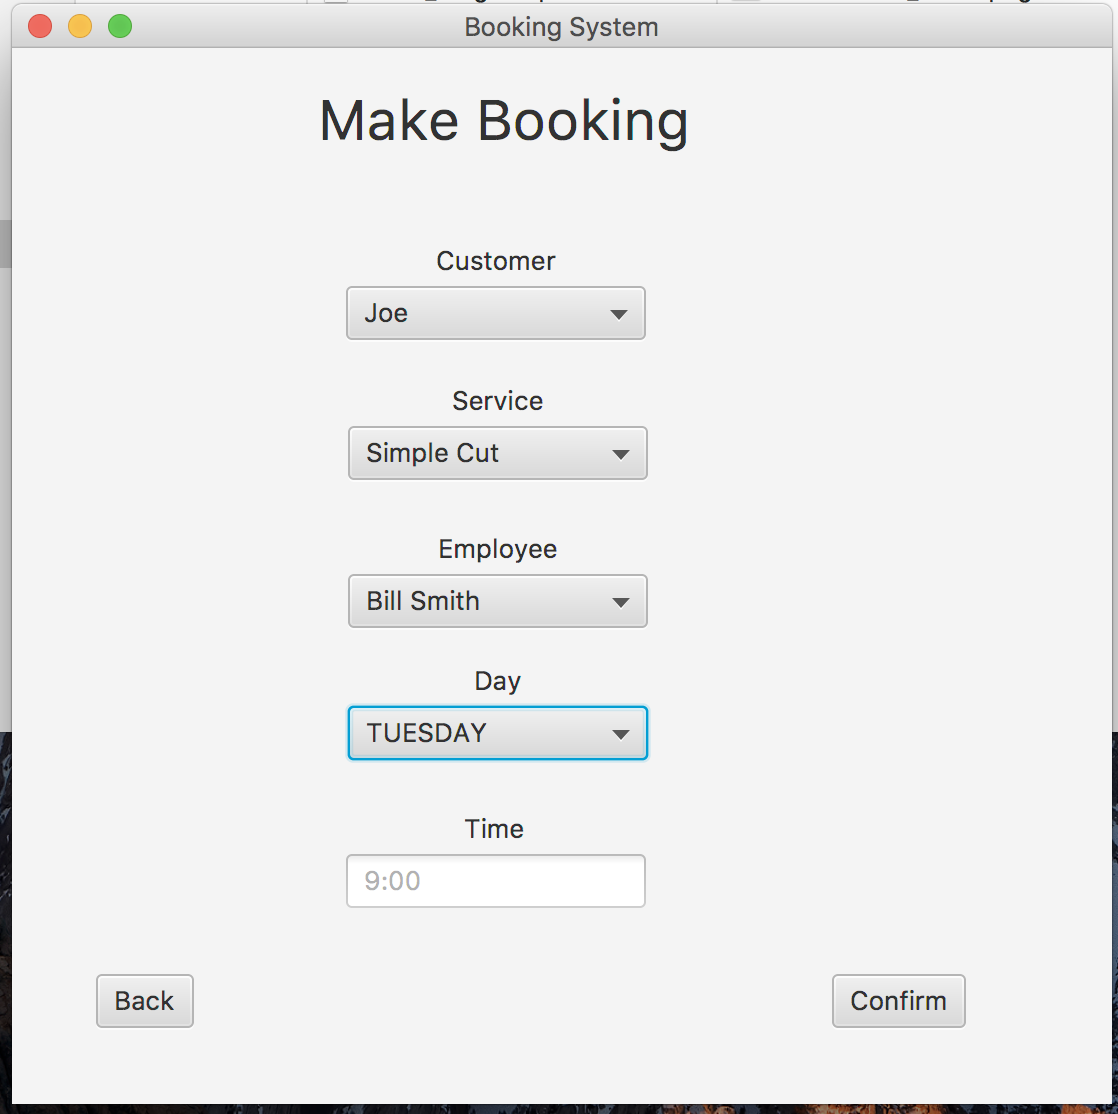 Booking System
Make Booking
Customer
Joe
Service
Simple Cut
Employee
Bill Smith
Day
TUESDAY
Time
9:00
Back
Confirm